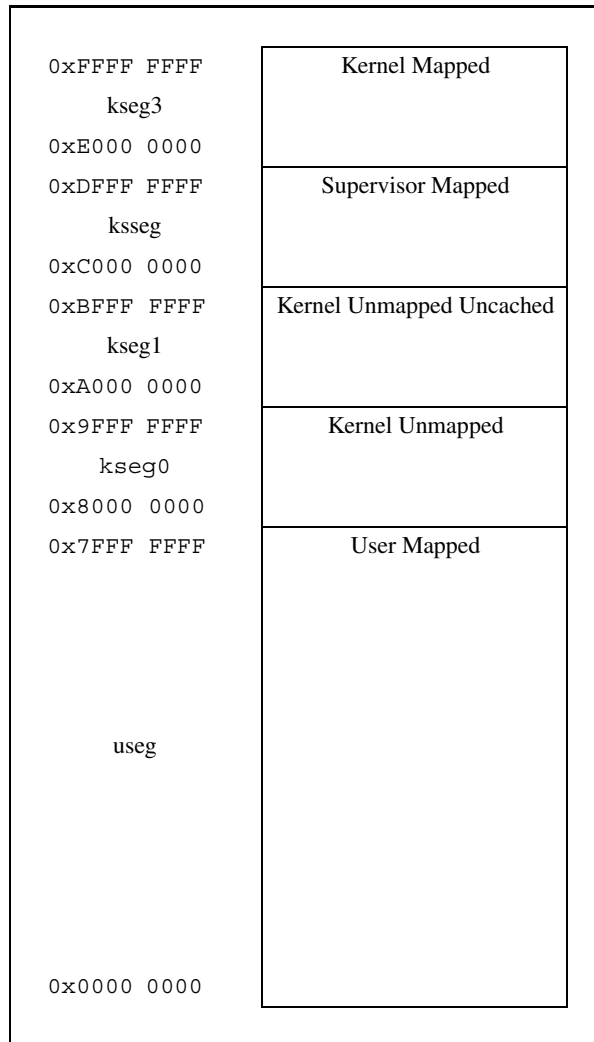 0xFFFF FFFF Kernel Mapped
kseg3
0xE000 0000
0xDFFF FFFF Supervisor Mapped
ksseg
0xC000 0000
0xBFFF FFFF Kernel Unmapped Uncached
kseg1
0xA000 0000
0x9FFF FFFF Kernel Unmapped
kseg0
0x8000 0000
0x7FFF FFFF User Mapped
useg
0x0000 0000